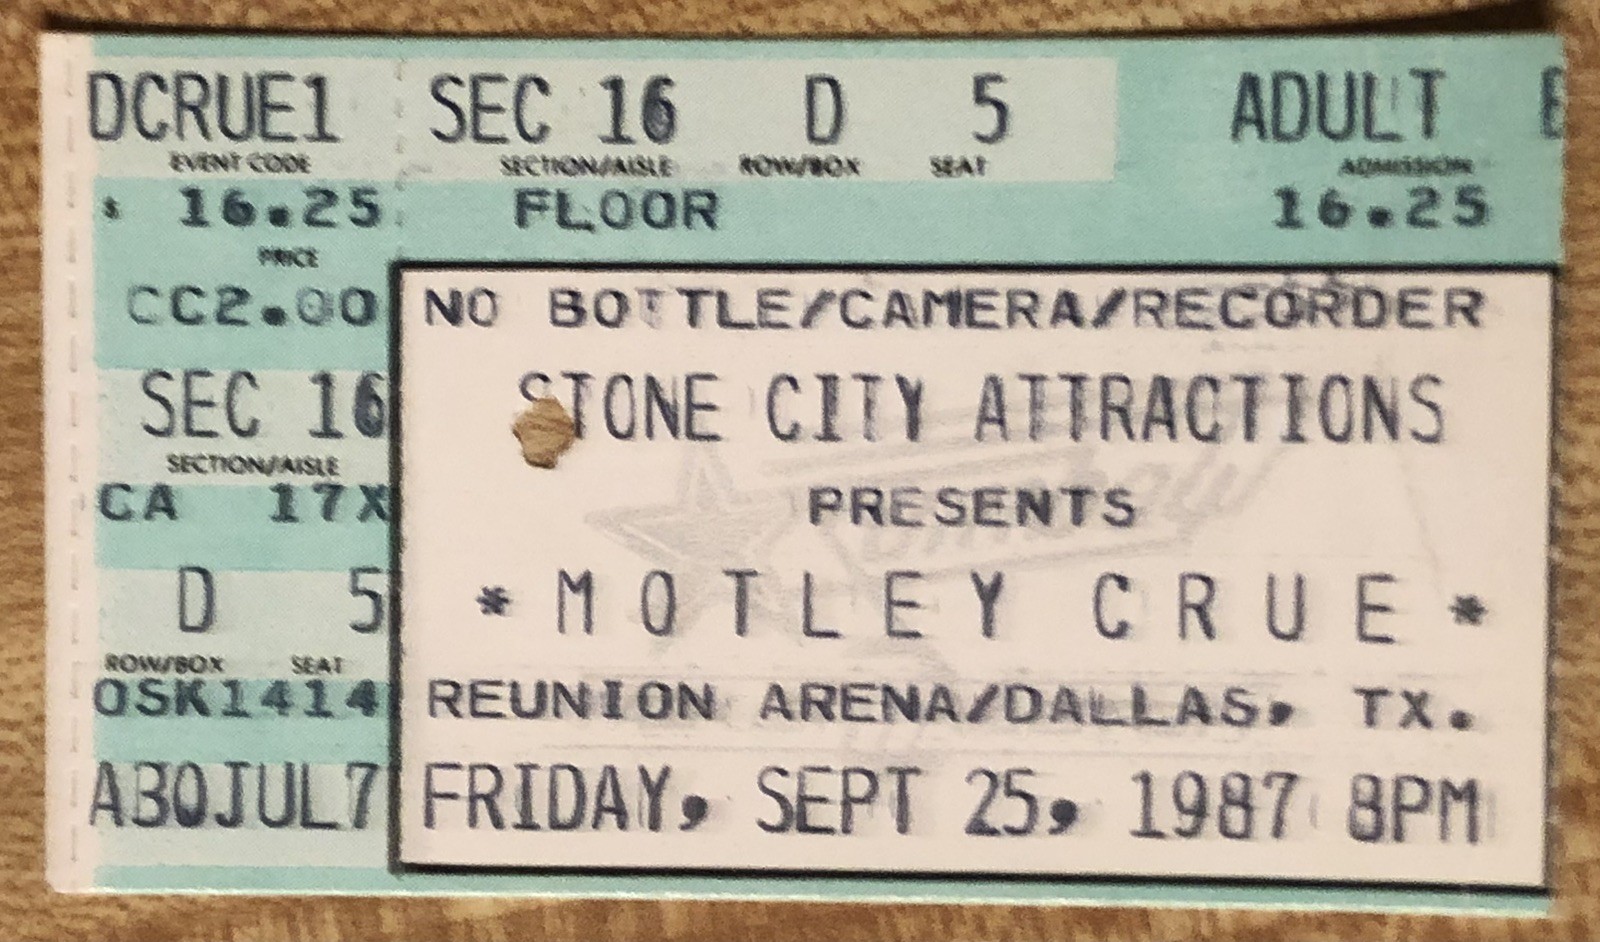 DCRUE1 SEC 16 D 5 ADULT
EVENT CODE SECTION/AISLE ROW/BOX SEAT ADMISSION
$ 16.25 FLOOR 16.25
PRICE
CC2.00 NO BOTTLE/CAMERA/RECORDER
SEC 16 STONE CITY ATTRACTIONS
SECTION/AISLE
CA 17X PRESENTS
D 5 * M O T L E Y C R U E *
ROW/BOX SEAT
OSK1414 REUNION ARENA/DALLAS, TX.
A30JUL7 FRIDAY, SEPT 25, 1987 8PM